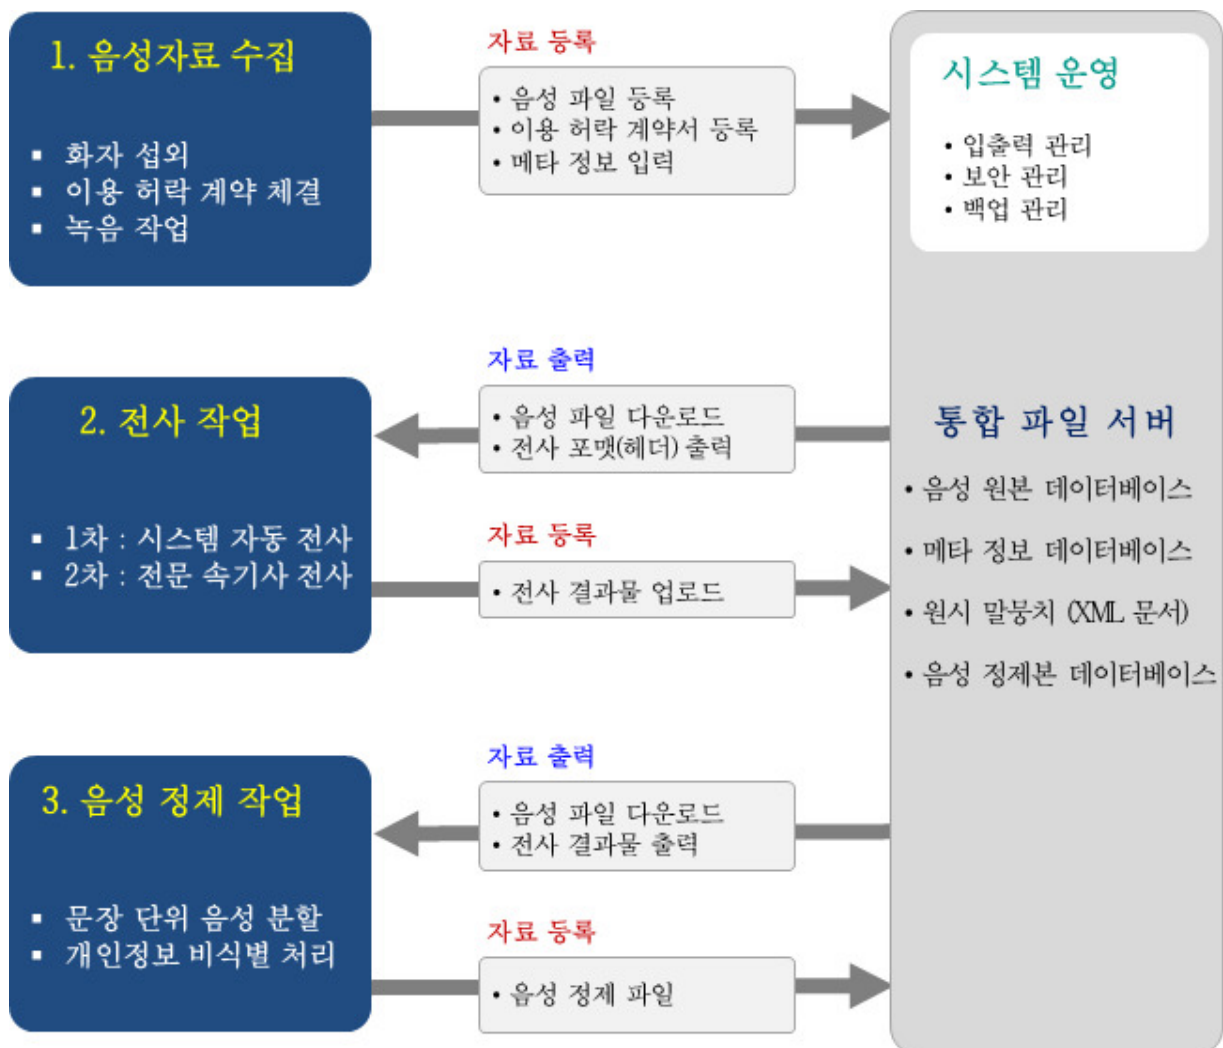 1. 음성자료 수집
▪ 화자 섭외
▪ 이용 허락 계약 체결
▪ 녹음 작업
자료 등록
• 음성 파일 등록
• 이용 허락 계약서 등록
• 메타 정보 입력
시스템 운영
• 입출력 관리
• 보안 관리
• 백업 관리
2. 전사 작업
▪ 1차 : 시스템 자동 전사
▪ 2차 : 전문 속기사 전사
자료 출력
• 음성 파일 다운로드
• 전사 포맷(헤더) 출력
자료 등록
• 전사 결과물 업로드
통합 파일 서버
• 음성 원본 데이터베이스
• 메타 정보 데이터베이스
• 원시 말뭉치 (XML 문서)
• 음성 정제본 데이터베이스
3. 음성 정제 작업
▪ 문장 단위 음성 분할
▪ 개인정보 비식별 처리
자료 출력
• 음성 파일 다운로드
• 전사 결과물 출력
자료 등록
• 음성 정제 파일